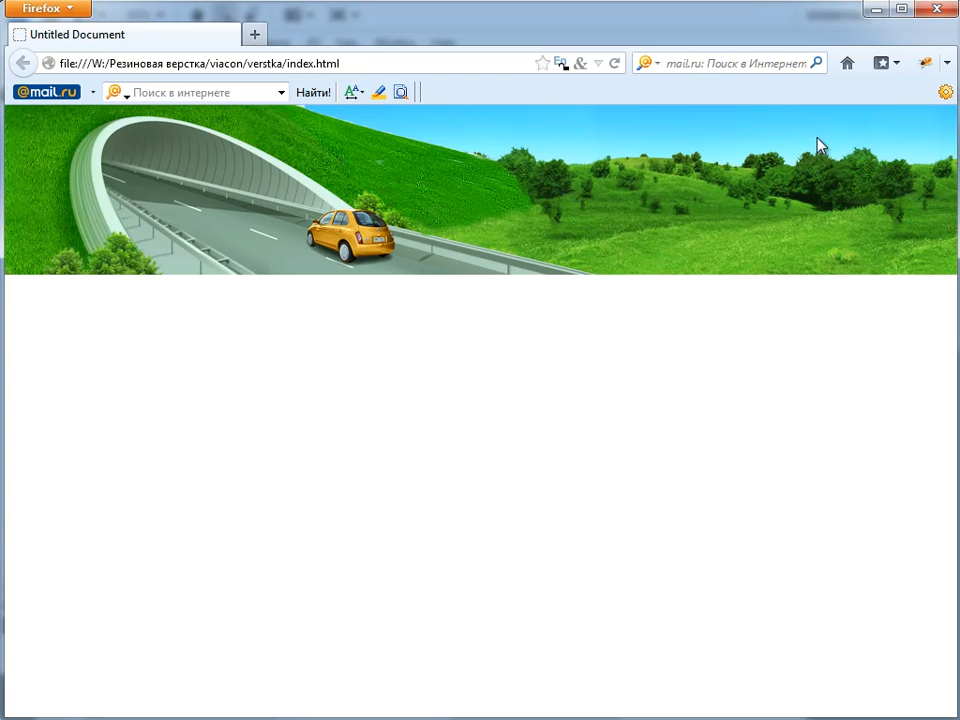 Firefox
Untitled Document
file:///W:/Резиновая верстка/viacon/verstka/index.html
mail.ru: Поиск в Интернет
@mail.ru
Поиск в интернете
Найти!